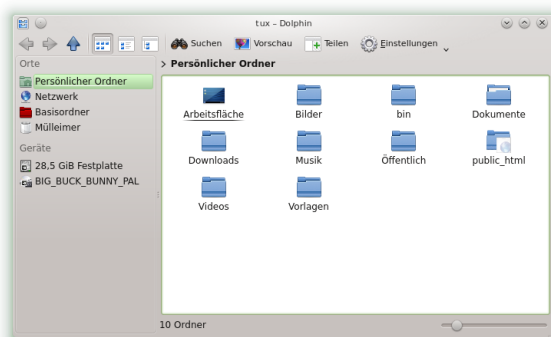 tux – Dolphin
Suchen Vorschau Teilen Einstellungen
Orte
Persönlicher Ordner
Netzwerk
Basisordner
Mülleimer
Geräte
28,5 GiB Festplatte
BIG_BUCK_BUNNY_PAL
> Persönlicher Ordner
Arbeitsfläche Bilder bin Dokumente
Downloads Musik Öffentlich public_html
Videos Vorlagen
10 Ordner